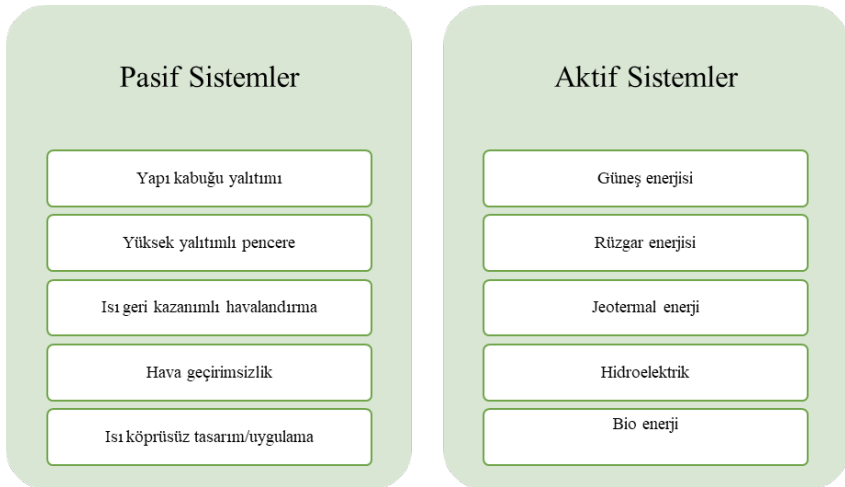 Pasif Sistemler
Yapı kabuğu yalıtımı
Yüksek yalıtımlı pencere
Isı geri kazanımlı havalandırma
Hava geçirimsizlik
Isı köprüsüz tasarım/uygulama
Aktif Sistemler
Güneş enerjisi
Rüzgar enerjisi
Jeotermal enerji
Hidroelektrik
Bio enerji